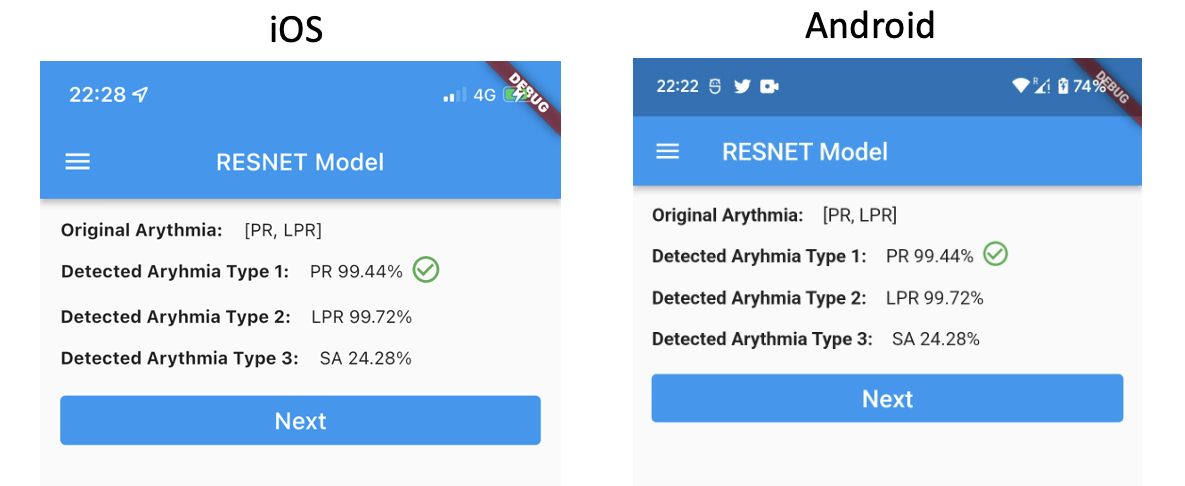 iOS
22:28
4G
DEBUG
RESNET Model
Original Arythmia: [PR, LPR]
Detected Aryhmia Type 1: PR 99.44%
Detected Aryhmia Type 2: LPR 99.72%
Detected Arythmia Type 3: SA 24.28%
Next
Android
22:22
R
74%
DEBUG
RESNET Model
Original Arythmia: [PR, LPR]
Detected Aryhmia Type 1: PR 99.44%
Detected Aryhmia Type 2: LPR 99.72%
Detected Arythmia Type 3: SA 24.28%
Next